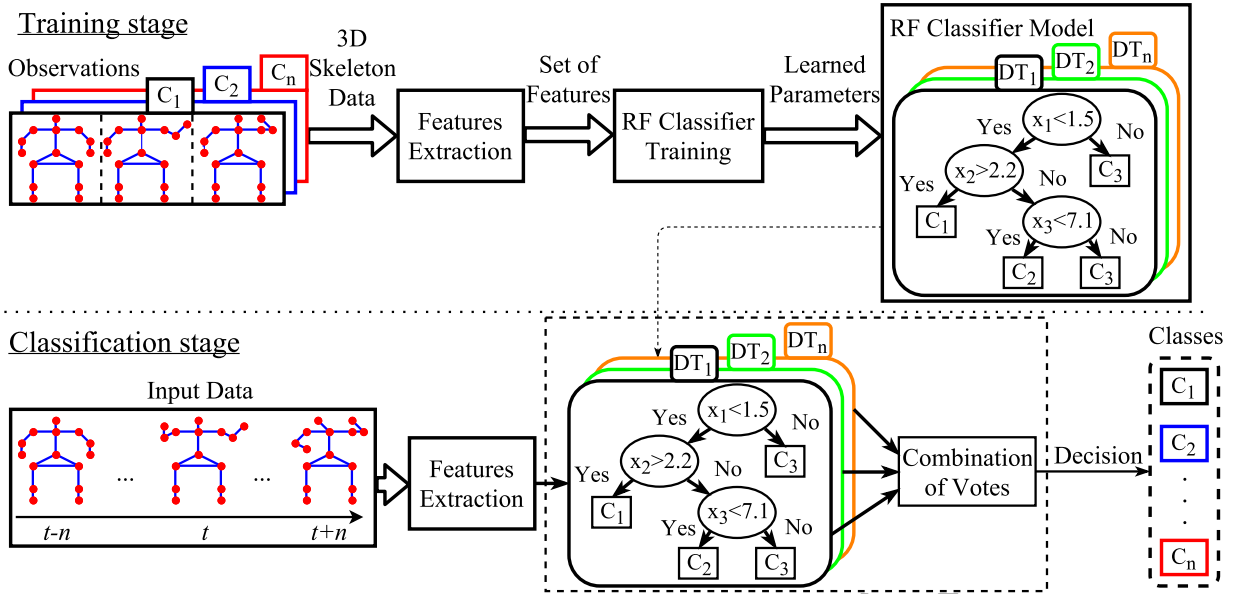 Training stage
Observations
C1
C2
Cn
3D
Skeleton
Data
Features
Extraction
Set of
Features
RF Classifier
Training
Learned
Parameters
RF Classifier Model
DT1
DT2
DTn
x1<1.5
Yes
No
x2>2.2
C3
Yes
No
C1
x3<7.1
Yes
No
C2
C3
Classification stage
Input Data
...
...
t-n
t
t+n
Features
Extraction
DT1
DT2
DTn
x1<1.5
Yes
No
x2>2.2
C3
Yes
No
C1
x3<7.1
Yes
No
C2
C3
Combination
of Votes
Decision
Classes
C1
C2
.
.
.
Cn